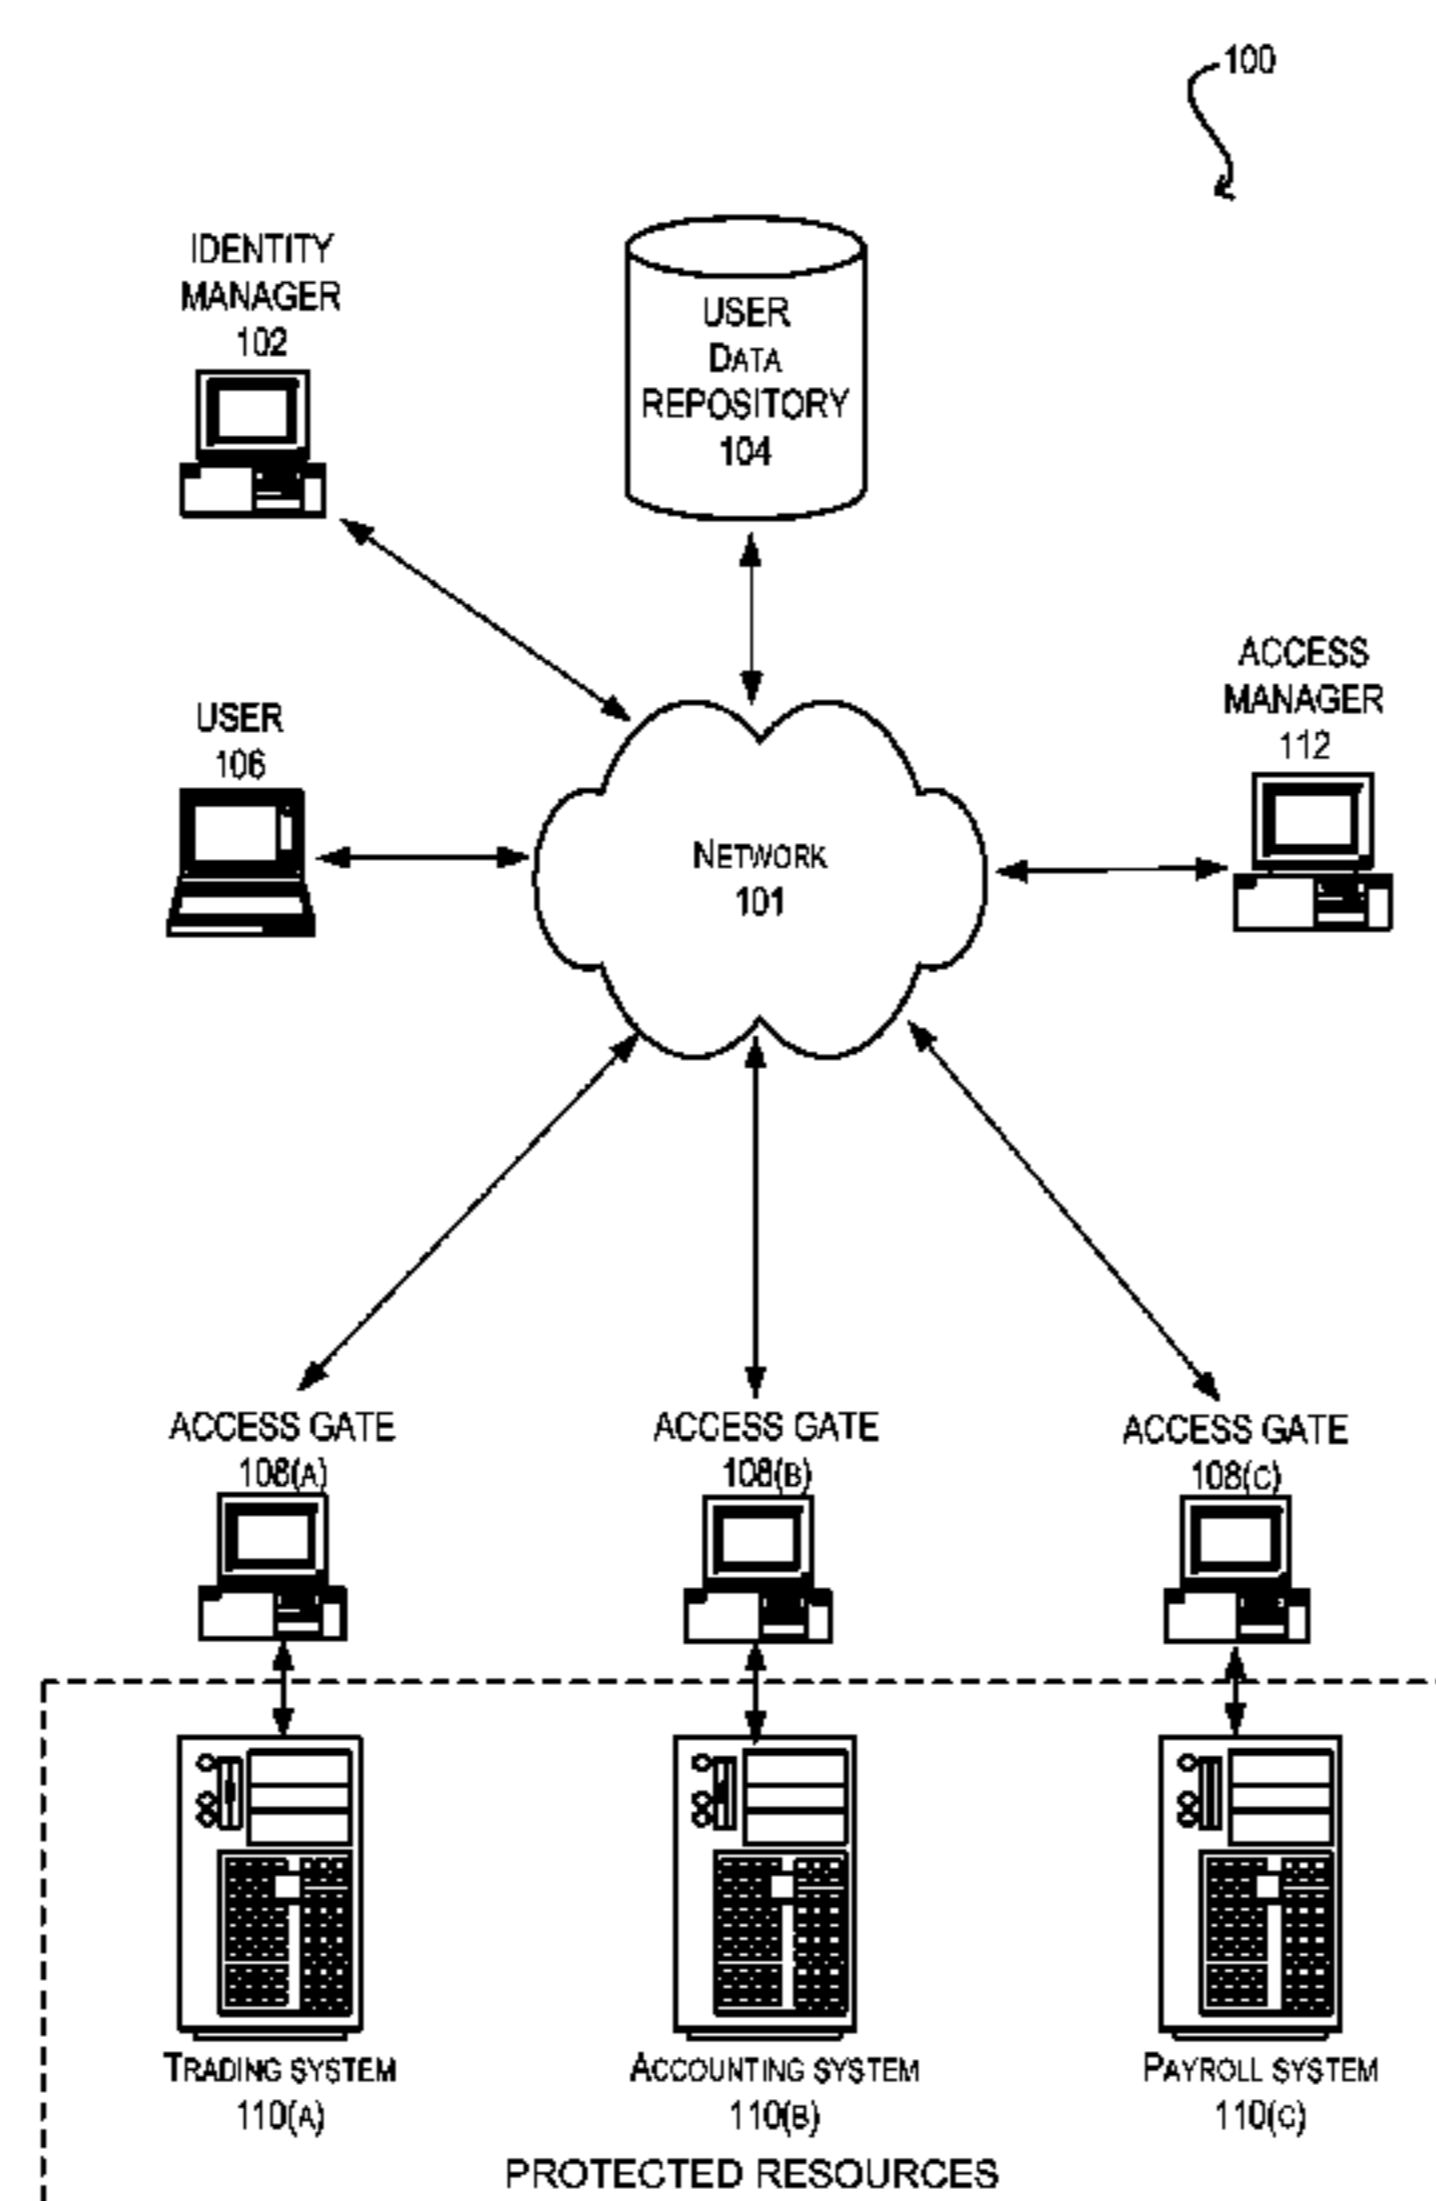 100
IDENTITY
MANAGER
102
USER
DATA
REPOSITORY
104
ACCESS
MANAGER
112
USER
106
NETWORK
101
ACCESS GATE
108(A)
ACCESS GATE
108(B)
ACCESS GATE
108(C)
TRADING SYSTEM
110(A)
ACCOUNTING SYSTEM
110(B)
PAYROLL SYSTEM
110(C)
PROTECTED RESOURCES